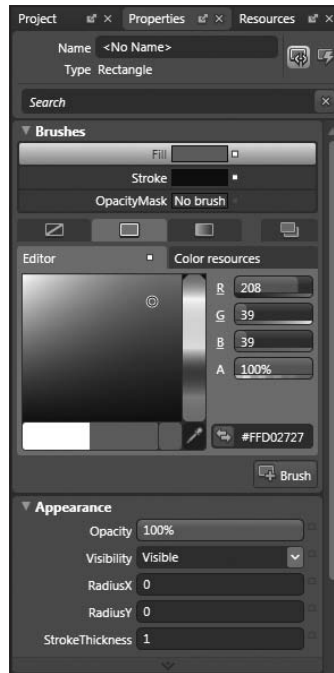 Project Properties Resources
Name <No Name>
Type Rectangle
Search
Brushes
Fill
Stroke
OpacityMask No brush
Editor Color resources
R 208
G 39
B 39
A 100%
#FFD02727
Brush
Appearance
Opacity 100%
Visibility Visible
RadiusX 0
RadiusY 0
StrokeThickness 1